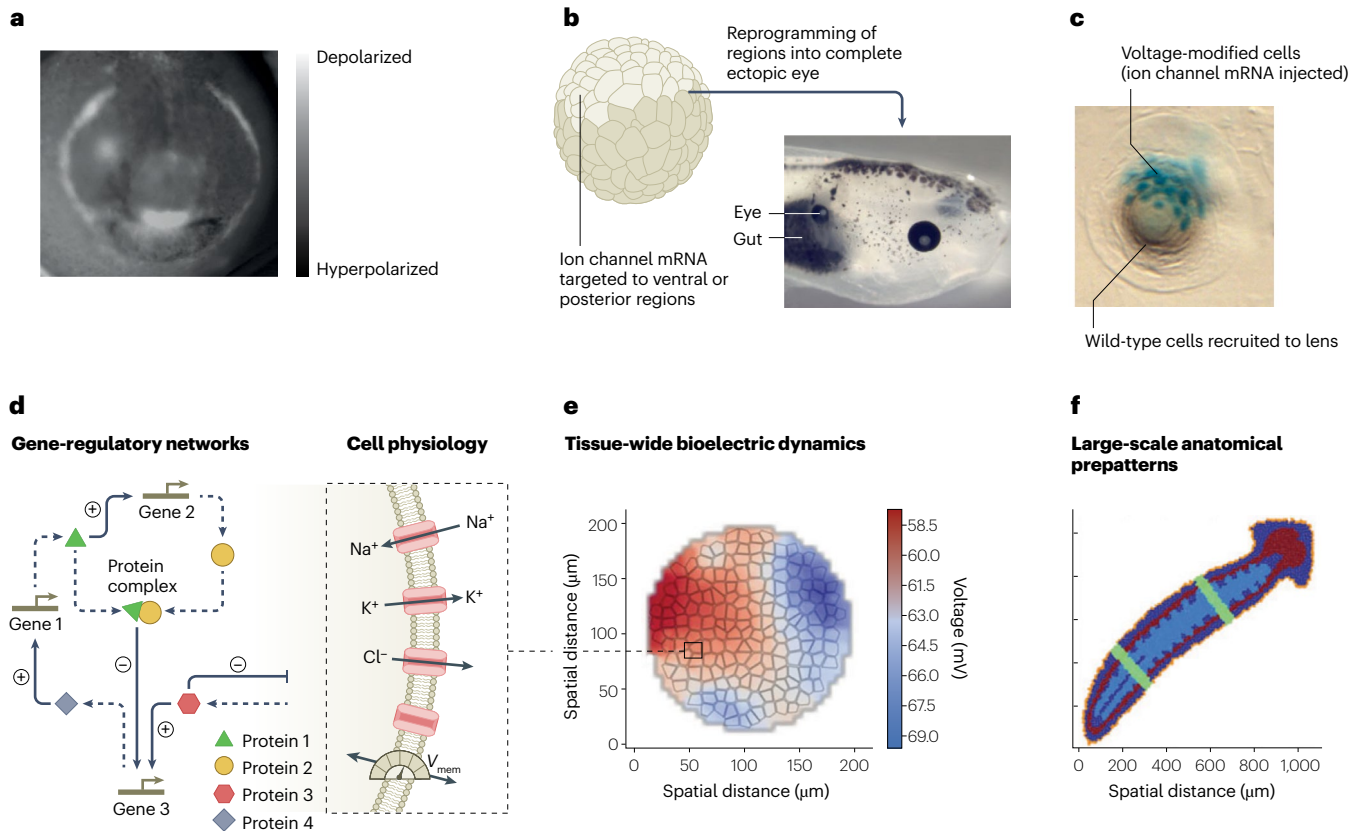 a
Depolarized
Hyperpolarized
b
Reprogramming of
regions into complete
ectopic eye
Eye
Gut
Ion channel mRNA
targeted to ventral or
posterior regions
c
Voltage-modified cells
(ion channel mRNA injected)
Wild-type cells recruited to lens
d
Gene-regulatory networks
+
Gene 2
Protein
complex
Gene 1
−
−
+
+
Gene 3
Protein 1
Protein 2
Protein 3
Protein 4
Cell physiology
Na⁺
Na⁺
K⁺
K⁺
Cl⁻
Vmem
e
Tissue-wide bioelectric dynamics
Spatial distance (μm)
200
150
100
50
0
0 50 100 150 200
Spatial distance (μm)
58.5
60.0
61.5
63.0
64.5
66.0
67.5
69.0
Voltage (mV)
f
Large-scale anatomical
prepatterns
0 200 400 600 800 1,000
Spatial distance (μm)